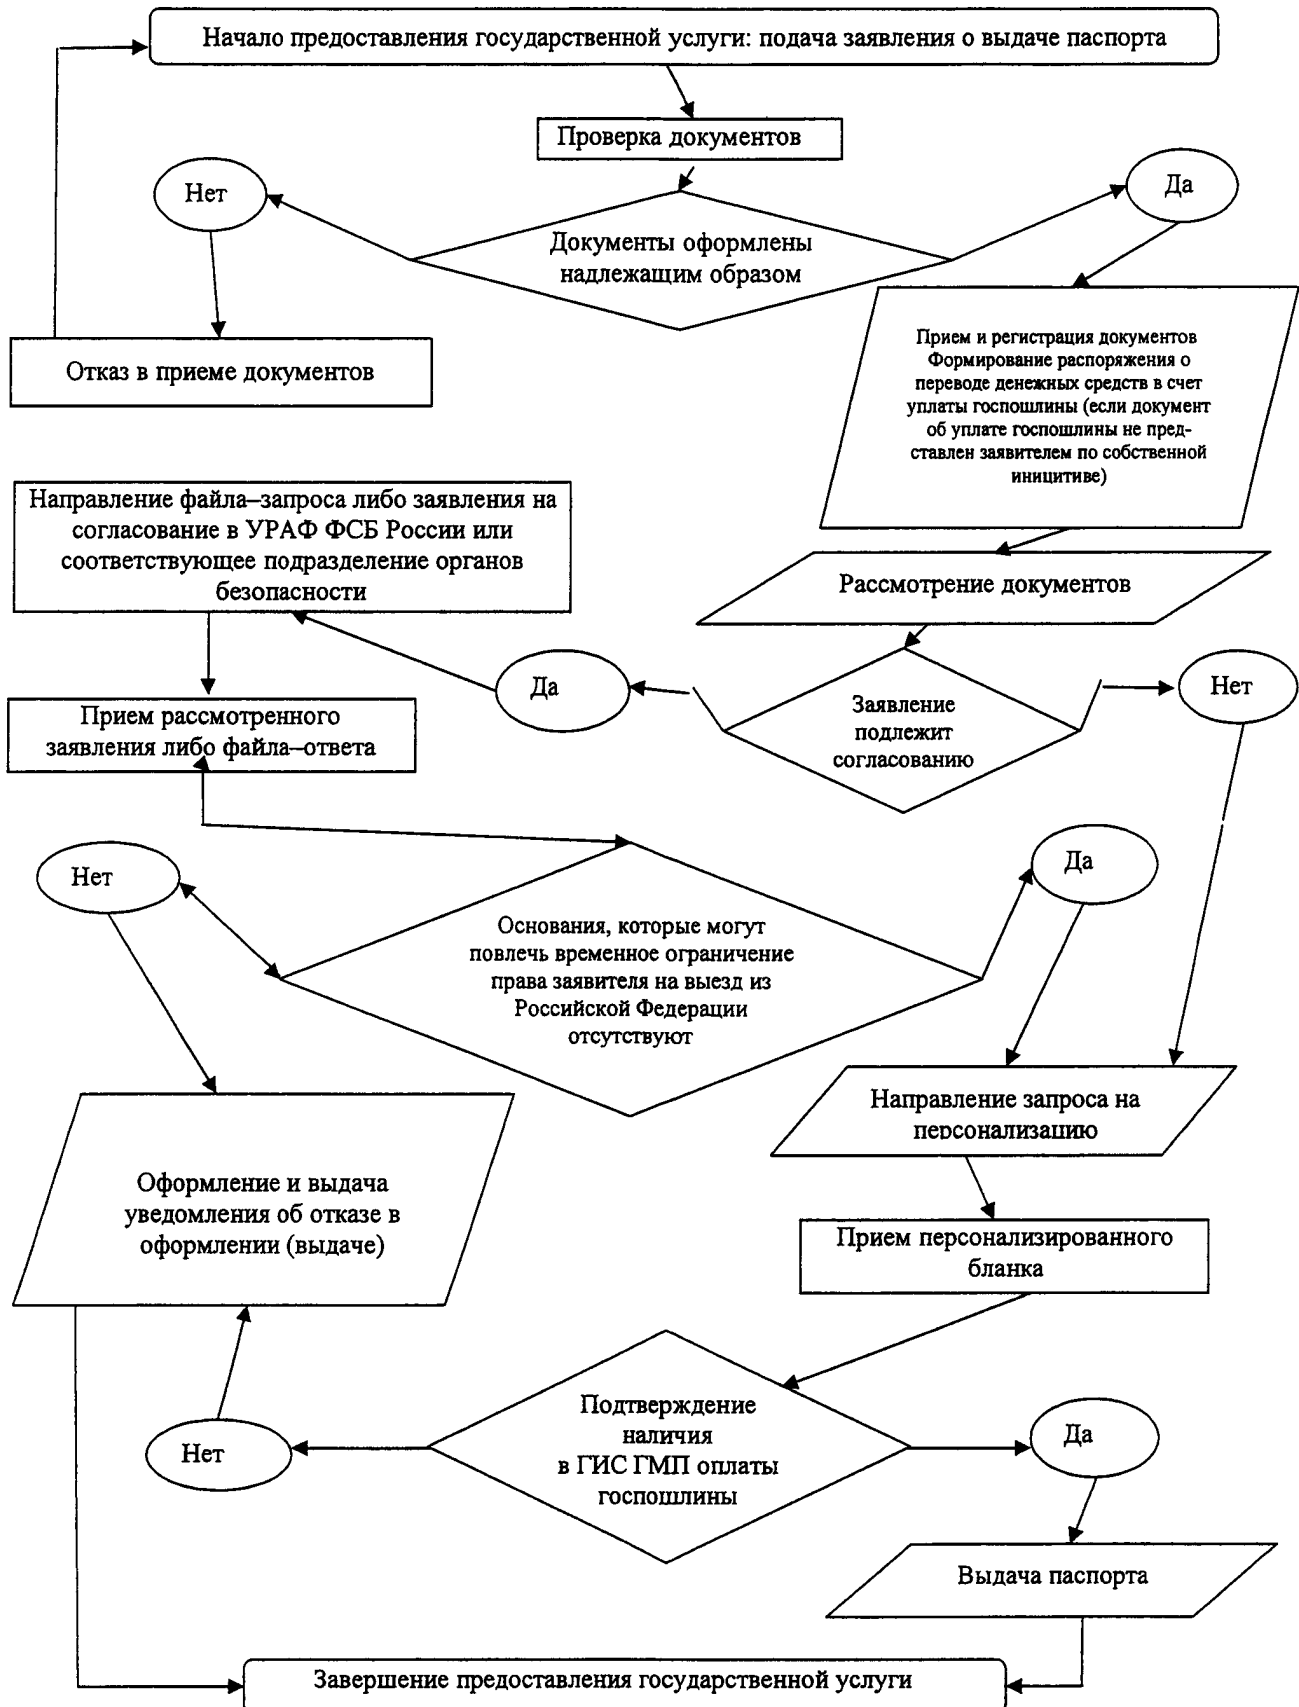 Начало предоставления государственной услуги: подача заявления о выдаче паспорта
Проверка документов
Нет
Да
Документы оформлены
надлежащим образом
Отказ в приеме документов
Прием и регистрация документов
Формирование распоряжения о
переводе денежных средств в счет
уплаты госпошлины (если документ
об уплате госпошлины не пред-
ставлен заявителем по собственной
иницитиве)
Направление файла–запроса либо заявления на
согласование в УРАФ ФСБ России или
соответствующее подразделение органов
безопасности
Рассмотрение документов
Да
Нет
Заявление
подлежит
согласованию
Прием рассмотренного
заявления либо файла–ответа
Нет
Да
Основания, которые могут
повлечь временное ограничение
права заявителя на выезд из
Российской Федерации
отсутствуют
Направление запроса на
персонализацию
Оформление и выдача
уведомления об отказе в
оформлении (выдаче)
Прием персонализированного
бланка
Подтверждение
наличия
в ГИС ГМП оплаты
госпошлины
Нет
Да
Выдача паспорта
Завершение предоставления государственной услуги